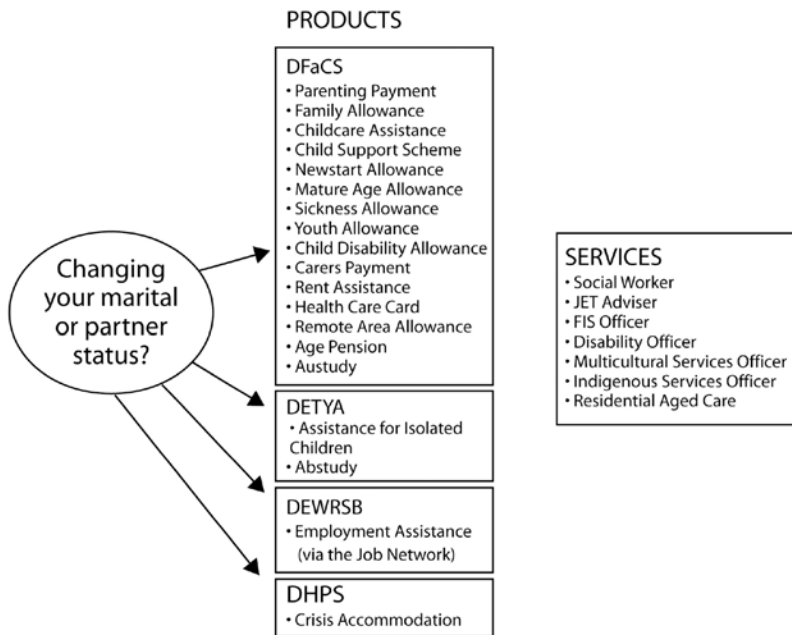 PRODUCTS
Changing
your marital
or partner
status?
DFaCS
• Parenting Payment
• Family Allowance
• Childcare Assistance
• Child Support Scheme
• Newstart Allowance
• Mature Age Allowance
• Sickness Allowance
• Youth Allowance
• Child Disability Allowance
• Carers Payment
• Rent Assistance
• Health Care Card
• Remote Area Allowance
• Age Pension
• Austudy
DETYA
• Assistance for Isolated
Children
• Abstudy
DEWRSB
• Employment Assistance
(via the Job Network)
DHPS
• Crisis Accommodation
SERVICES
• Social Worker
• JET Adviser
• FIS Officer
• Disability Officer
• Multicultural Services Officer
• Indigenous Services Officer
• Residential Aged Care